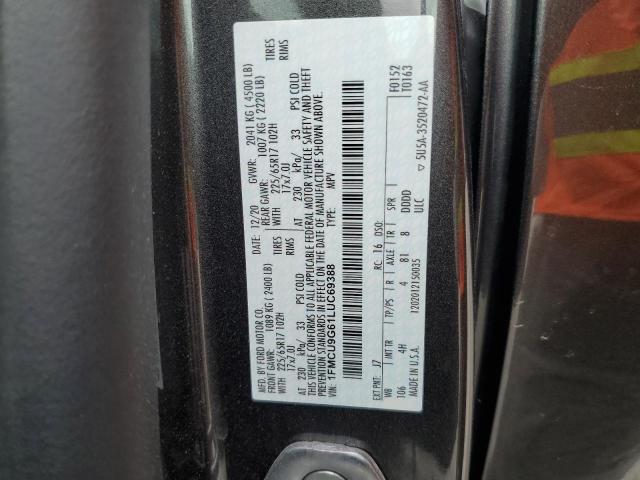 MFD. BY FORD MOTOR CO. DATE: 12/20 GVWR: 2041 KG ( 4500 LB)
FRONT GAWR: 1089 KG ( 2400 LB) REAR GAWR: 1007 KG ( 2220 LB)
WITH 225/65R17 102H TIRES WITH 225/65R17 102H TIRES
17x7.0J RIMS 17x7.0J RIMS
AT 230 kPa/ 33 PSI COLD AT 230 kPa/ 33 PSI COLD
THIS VEHICLE CONFORMS TO ALL APPLICABLE FEDERAL MOTOR VEHICLE SAFETY AND THEFT
PREVENTION STANDARDS IN EFFECT ON THE DATE OF MANUFACTURE SHOWN ABOVE.
VIN: 1FMCU9G61LUC69388 TYPE: MPV
F0152
T0163
EXT PNT: J7 RC: 16 DSO:
WB INT TR TP/PS R AXLE TR SPR
106 4H 4 81 8 DDDD
MADE IN U.S.A. 1202012150035 ULC
▽ 5U5A-3520472-AA